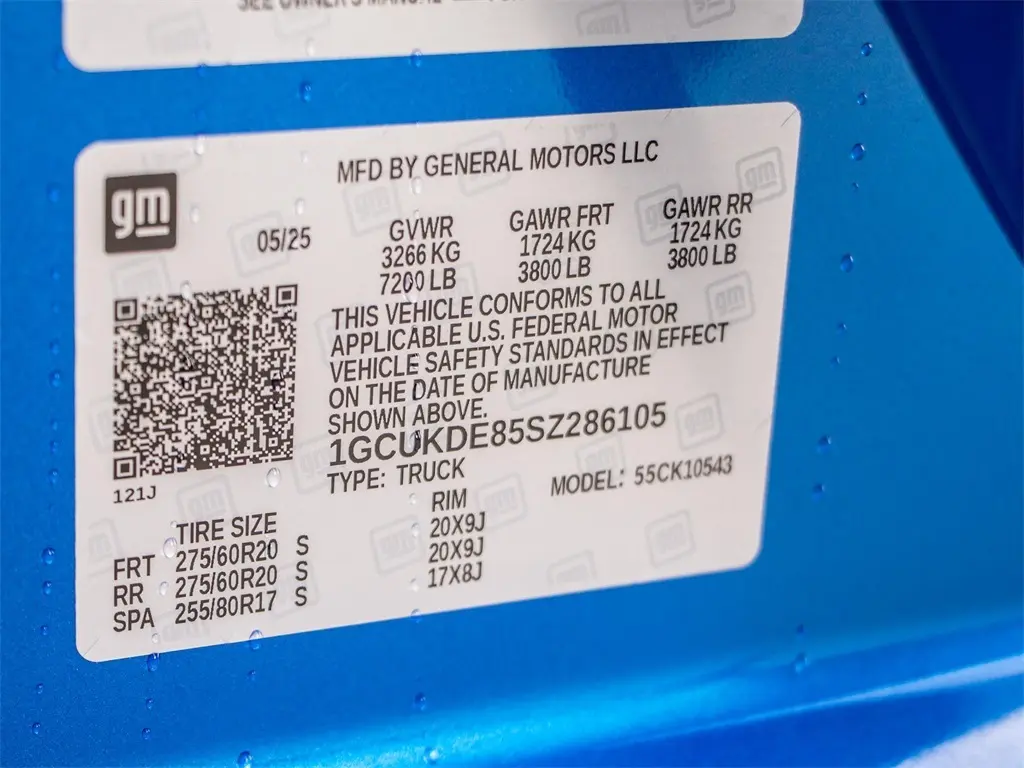 SEE OWNER'S MANUAL
MFD BY GENERAL MOTORS LLC
gm
05/25
GVWR GAWR FRT GAWR RR
3266 KG 1724 KG 1724 KG
7200 LB 3800 LB 3800 LB
THIS VEHICLE CONFORMS TO ALL
APPLICABLE U.S. FEDERAL MOTOR
VEHICLE SAFETY STANDARDS IN EFFECT
ON THE DATE OF MANUFACTURE
SHOWN ABOVE.
1GCUKDE85SZ286105
TYPE: TRUCK MODEL: 55CK10543
121J
TIRE SIZE RIM
FRT 275/60R20 S 20X9J
RR 275/60R20 S 20X9J
SPA 255/80R17 S 17X8J